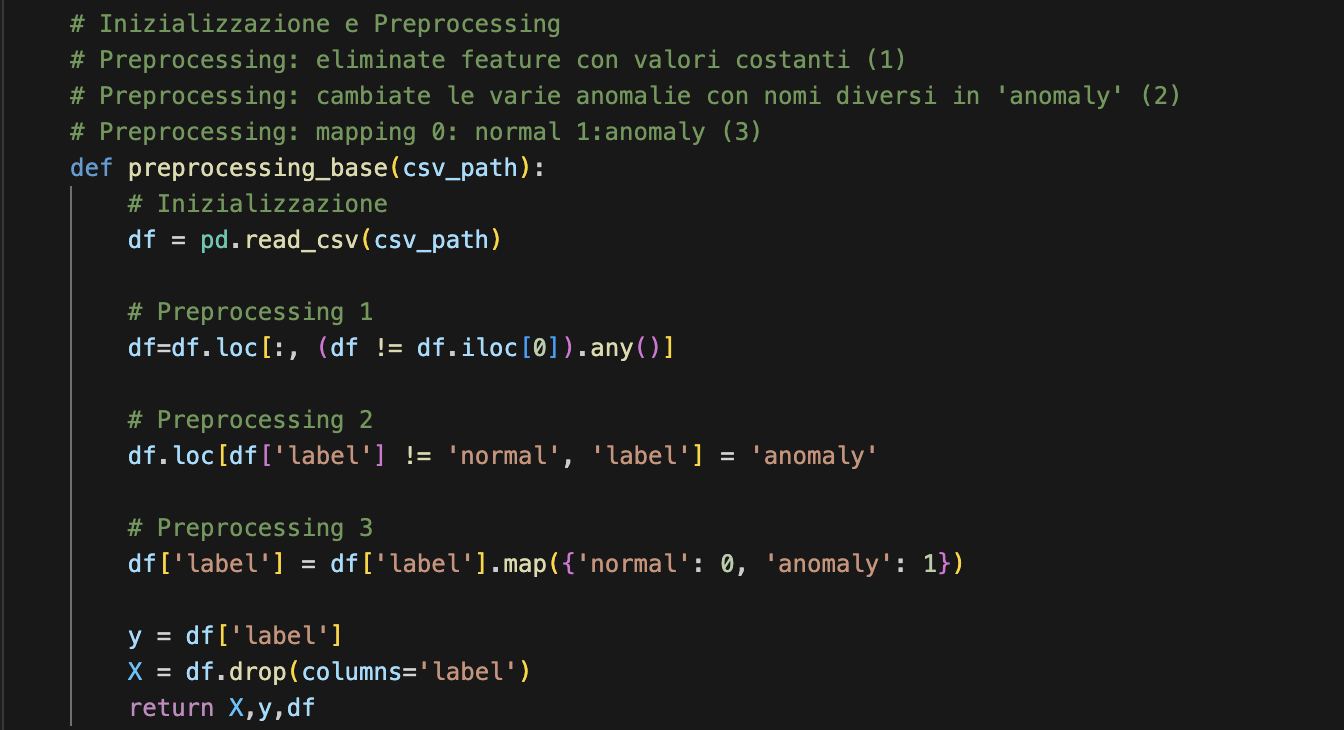 # Inizializzazione e Preprocessing
# Preprocessing: eliminate feature con valori costanti (1)
# Preprocessing: cambiate le varie anomalie con nomi diversi in 'anomaly' (2)
# Preprocessing: mapping 0: normal 1:anomaly (3)
def preprocessing_base(csv_path):
    # Inizializzazione
    df = pd.read_csv(csv_path)

    # Preprocessing 1
    df=df.loc[:, (df != df.iloc[0]).any()]

    # Preprocessing 2
    df.loc[df['label'] != 'normal', 'label'] = 'anomaly'

    # Preprocessing 3
    df['label'] = df['label'].map({'normal': 0, 'anomaly': 1})

    y = df['label']
    X = df.drop(columns='label')
    return X,y,df